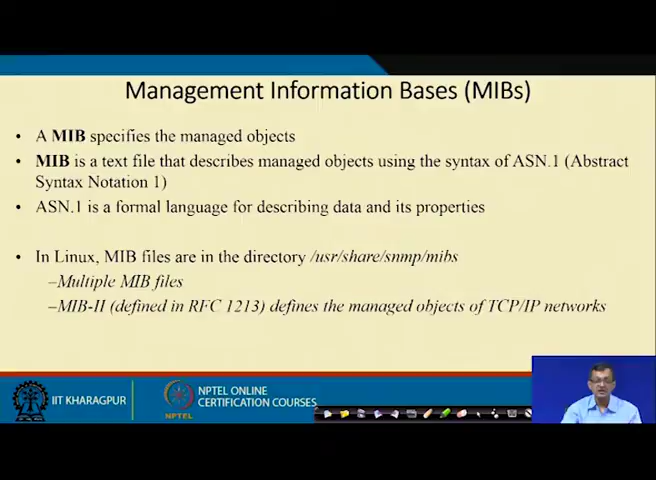 Management Information Bases (MIBs)
• A MIB specifies the managed objects
• MIB is a text file that describes managed objects using the syntax of ASN.1 (Abstract
Syntax Notation 1)
• ASN.1 is a formal language for describing data and its properties
• In Linux, MIB files are in the directory /usr/share/snmp/mibs
–Multiple MIB files
–MIB-II (defined in RFC 1213) defines the managed objects of TCP/IP networks
IIT KHARAGPUR
NPTEL
NPTEL ONLINE
CERTIFICATION COURSES